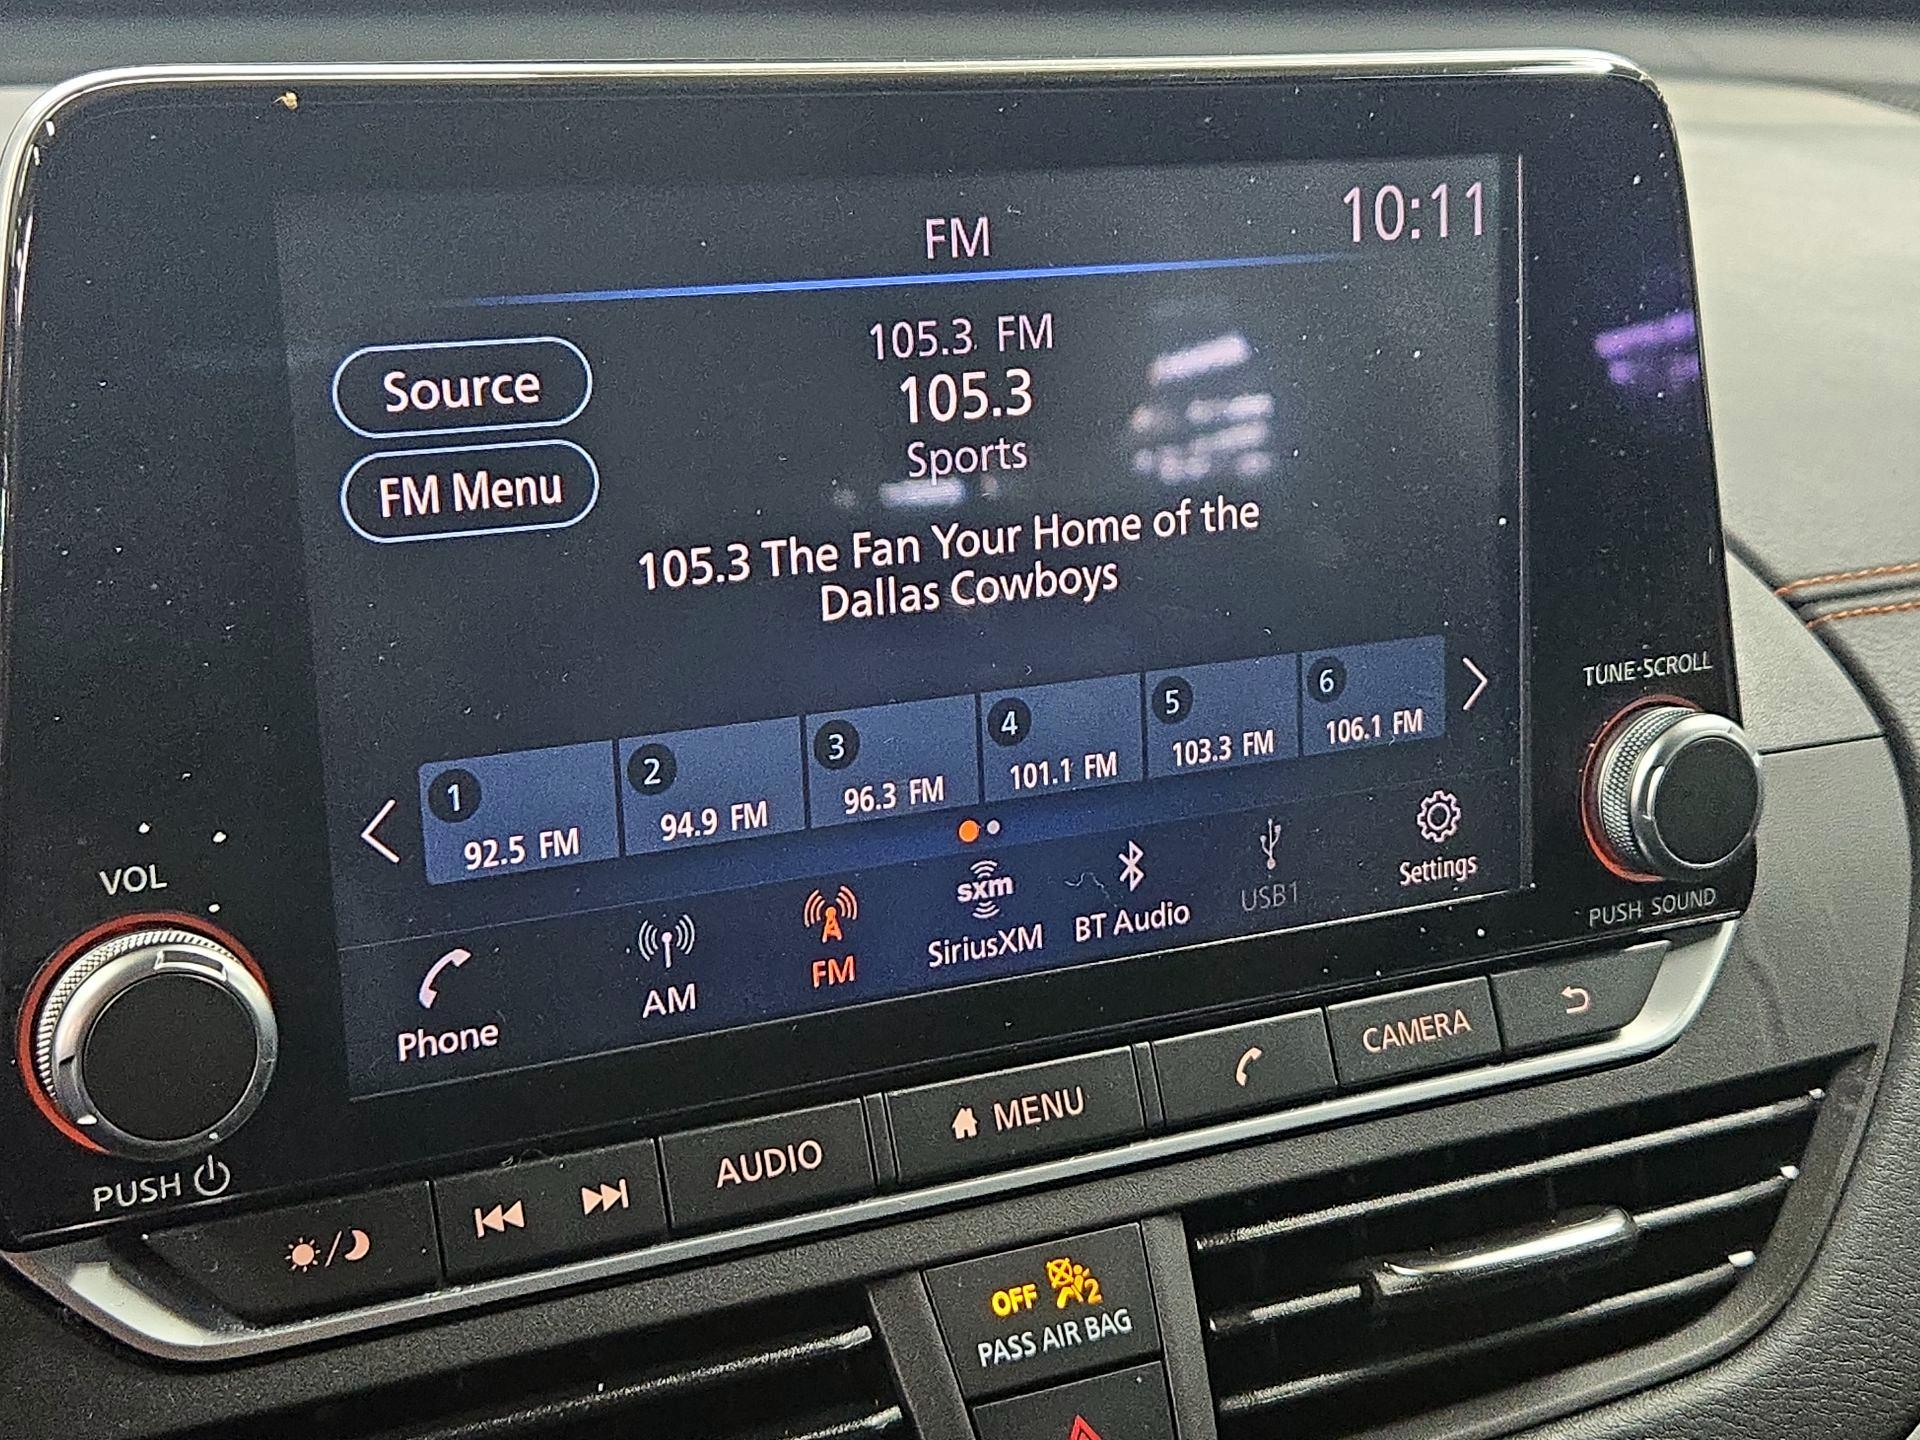 FM
10:11
105.3 FM
105.3
Sports
Source
FM Menu
105.3 The Fan Your Home of the
Dallas Cowboys
1
92.5 FM
2
94.9 FM
3
96.3 FM
4
101.1 FM
5
103.3 FM
6
106.1 FM
Phone
AM
FM
sxm
SiriusXM
BT Audio
USB1
Settings
VOL
PUSH
TUNE·SCROLL
PUSH SOUND
AUDIO
MENU
CAMERA
OFF 2
PASS AIR BAG